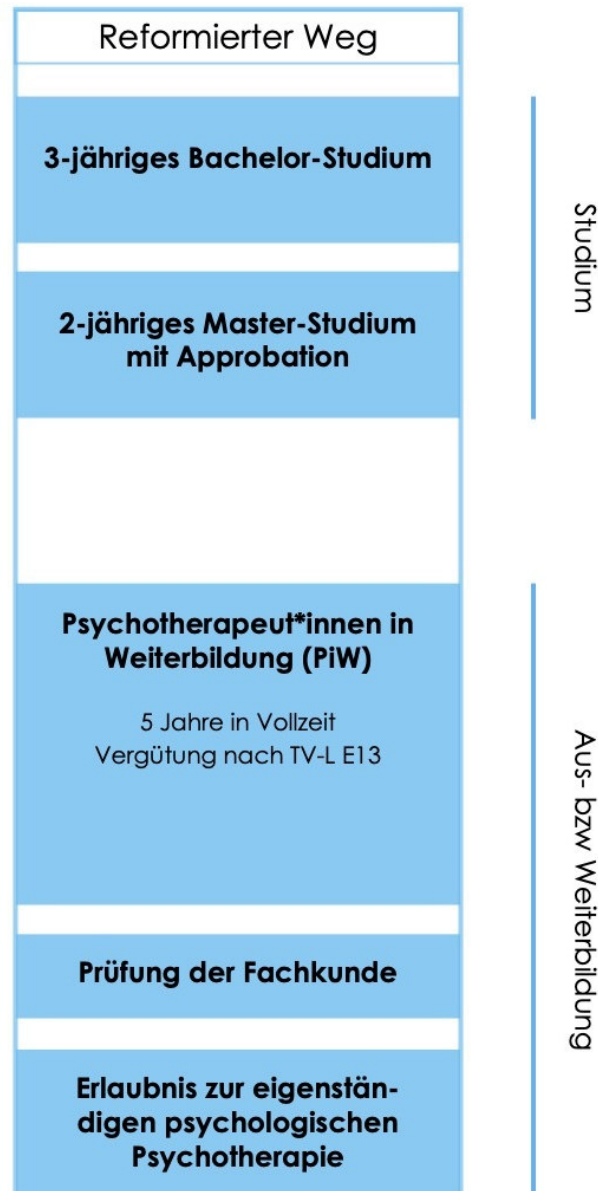 Reformierter Weg
3-jähriges Bachelor-Studium
2-jähriges Master-Studium
mit Approbation
Studium
Psychotherapeut*innen in
Weiterbildung (PiW)
5 Jahre in Vollzeit
Vergütung nach TV-L E13
Prüfung der Fachkunde
Erlaubnis zur eigenstän-
digen psychologischen
Psychotherapie
Aus- bzw Weiterbildung